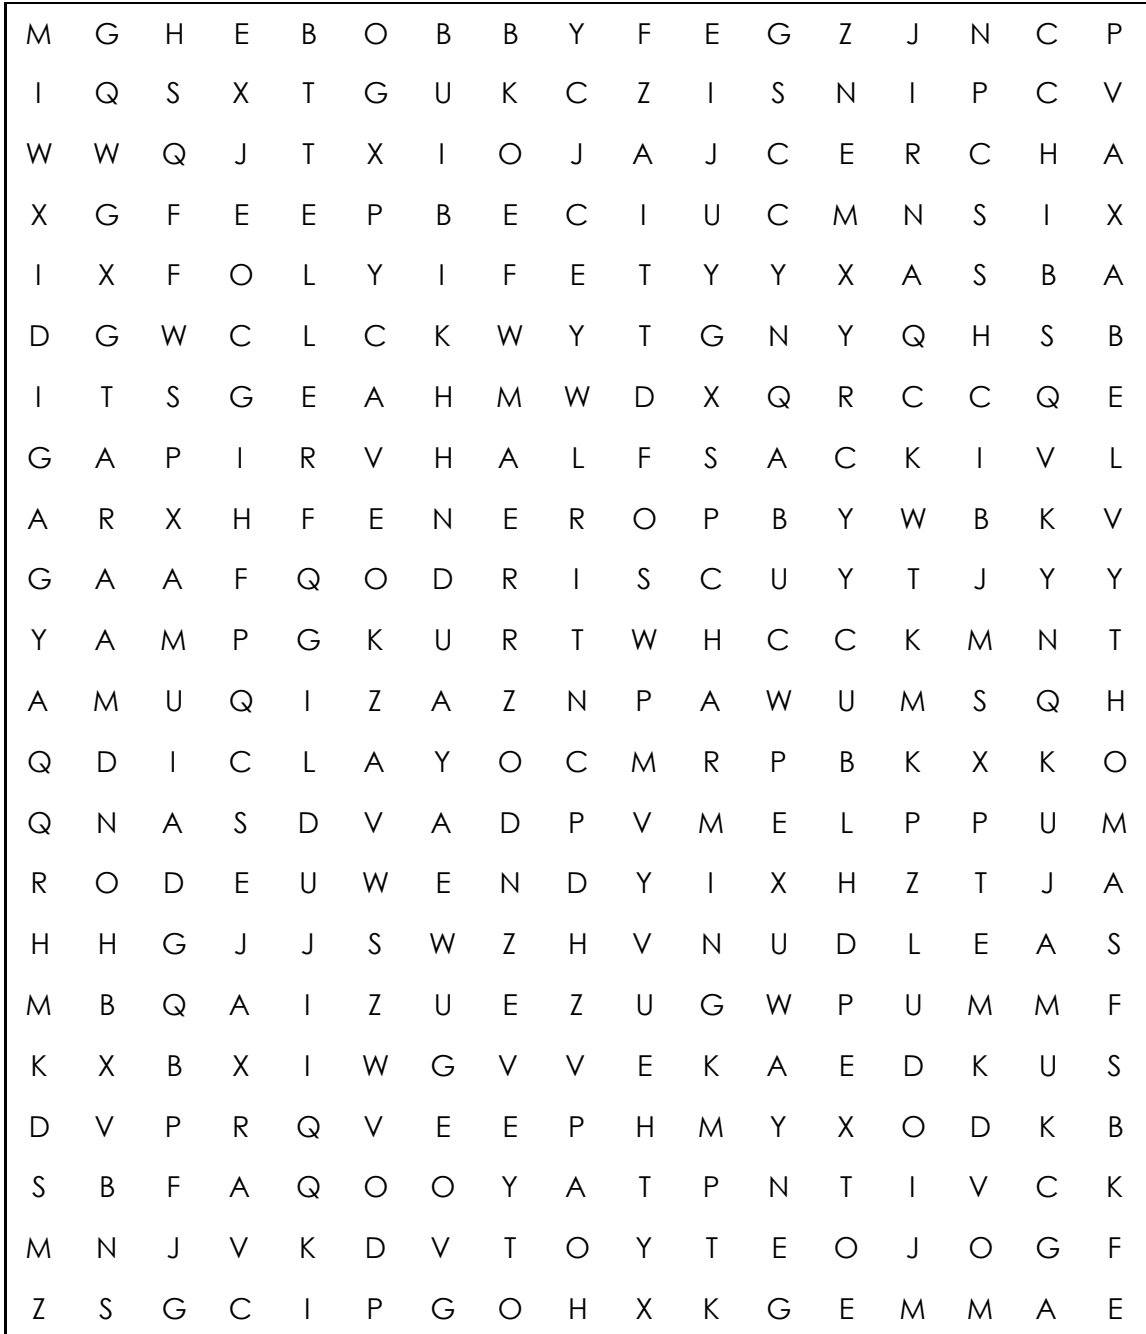 M G H E B O B B Y F E G Z J N C P
I Q S X T G U K C Z I S N I P C V
W W Q J T X I O J A J C E R C H A
X G F E E P B E C I U C M N S I X
I X F O L Y I F E T Y Y X A S B A
D G W C L C K W Y T G N Y Q H S B
I T S G E A H M W D X Q R C C Q E
G A P I R V H A L F S A C K I V L
A R X H F E N E R O P B Y W B K V
G A A F Q O D R I S C U Y T J Y Y
Y A M P G K U R T W H C C K M N T
A M U Q I Z A Z N P A W U M S Q H
Q D I C L A Y O C M R P B K X K O
Q N A S D V A D P V M E L P P U M
R O D E U W E N D Y I X H Z T J A
H H G J J S W Z H V N U D L E A S
M B Q A I Z U E Z U G W P U M M F
K X B X I W G V V E K A E D K U S
D V P R Q V E E P H M Y X O D K B
S B F A Q O O Y A T P N T I V C K
M N J V K D V T O Y T E O J O G F
Z S G C I P G O H X K G E M M A E